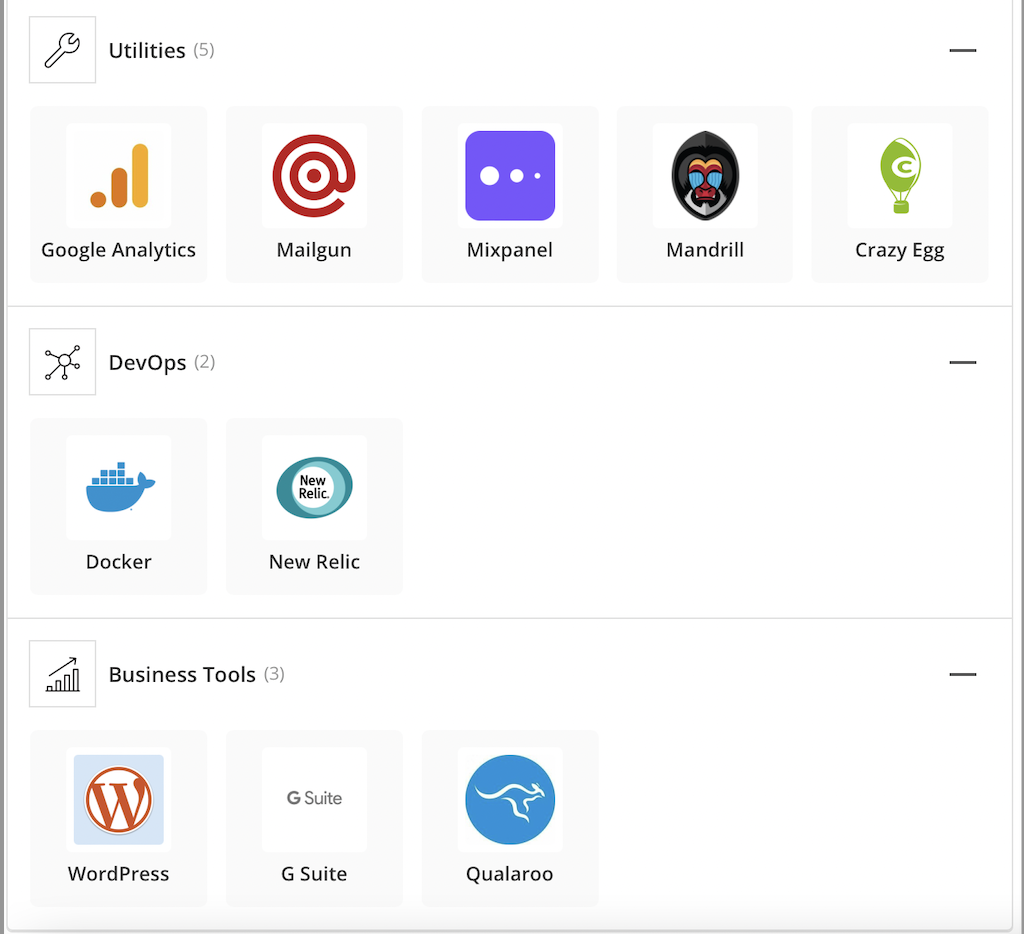 Utilities (5)
Google Analytics
Mailgun
Mixpanel
Mandrill
Crazy Egg
DevOps (2)
New
Relic.
Docker
New Relic
Business Tools (3)
G Suite
WordPress
G Suite
Qualaroo